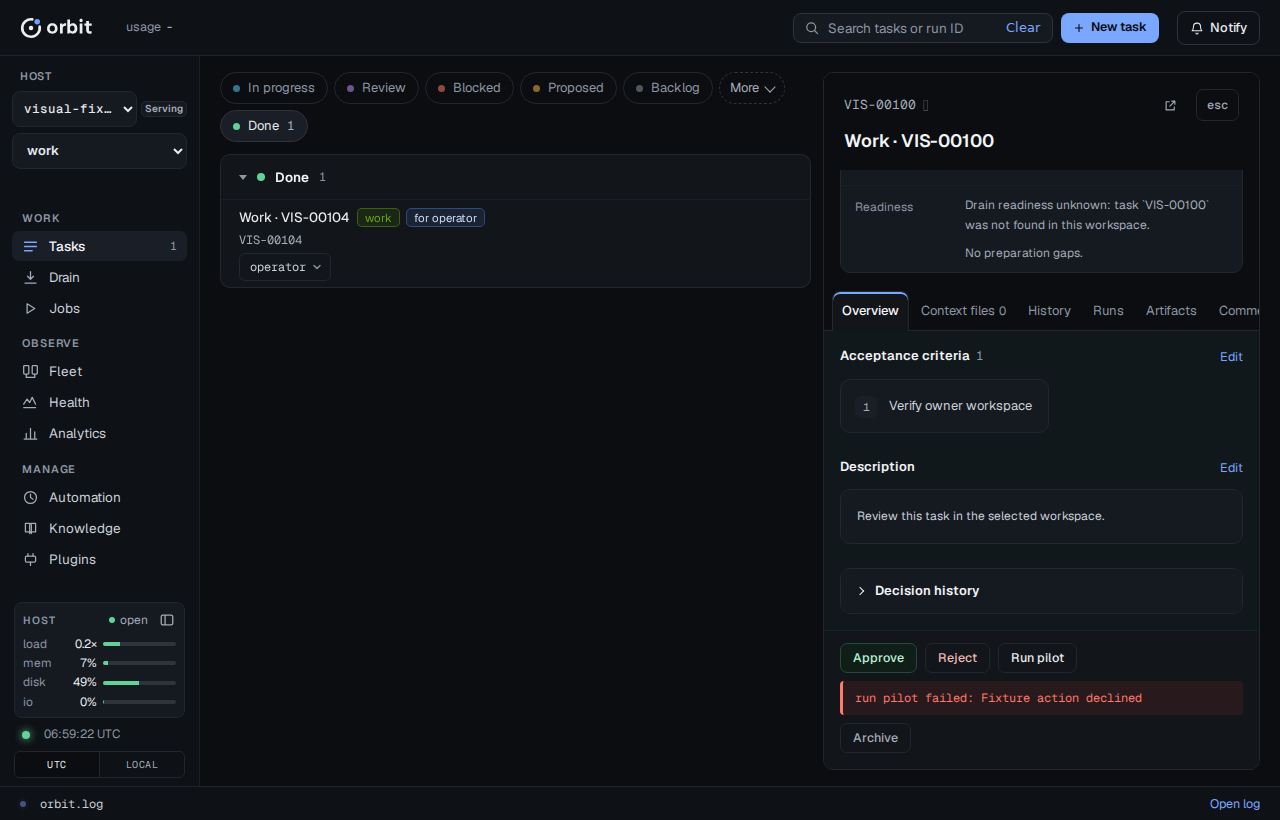 orbit
usage -
Search tasks or run ID
Clear
+ New task
Notify
HOST
visual-fix…
Serving
work
WORK
Tasks 1
Drain
Jobs
OBSERVE
Fleet
Health
Analytics
MANAGE
Automation
Knowledge
Plugins
HOST open
load 0.2×
mem 7%
disk 49%
io 0%
06:59:22 UTC
UTC LOCAL
In progress
Review
Blocked
Proposed
Backlog
More
Done 1
Done 1
Work · VIS-00104 work for operator
VIS-00104
operator
VIS-00100
esc
Work · VIS-00100
Readiness
Drain readiness unknown: task `VIS-00100`
was not found in this workspace.
No preparation gaps.
Overview
Context files 0
History
Runs
Artifacts
Comme
Acceptance criteria 1
Edit
1 Verify owner workspace
Description
Edit
Review this task in the selected workspace.
Decision history
Approve
Reject
Run pilot
run pilot failed: Fixture action declined
Archive
orbit.log
Open log